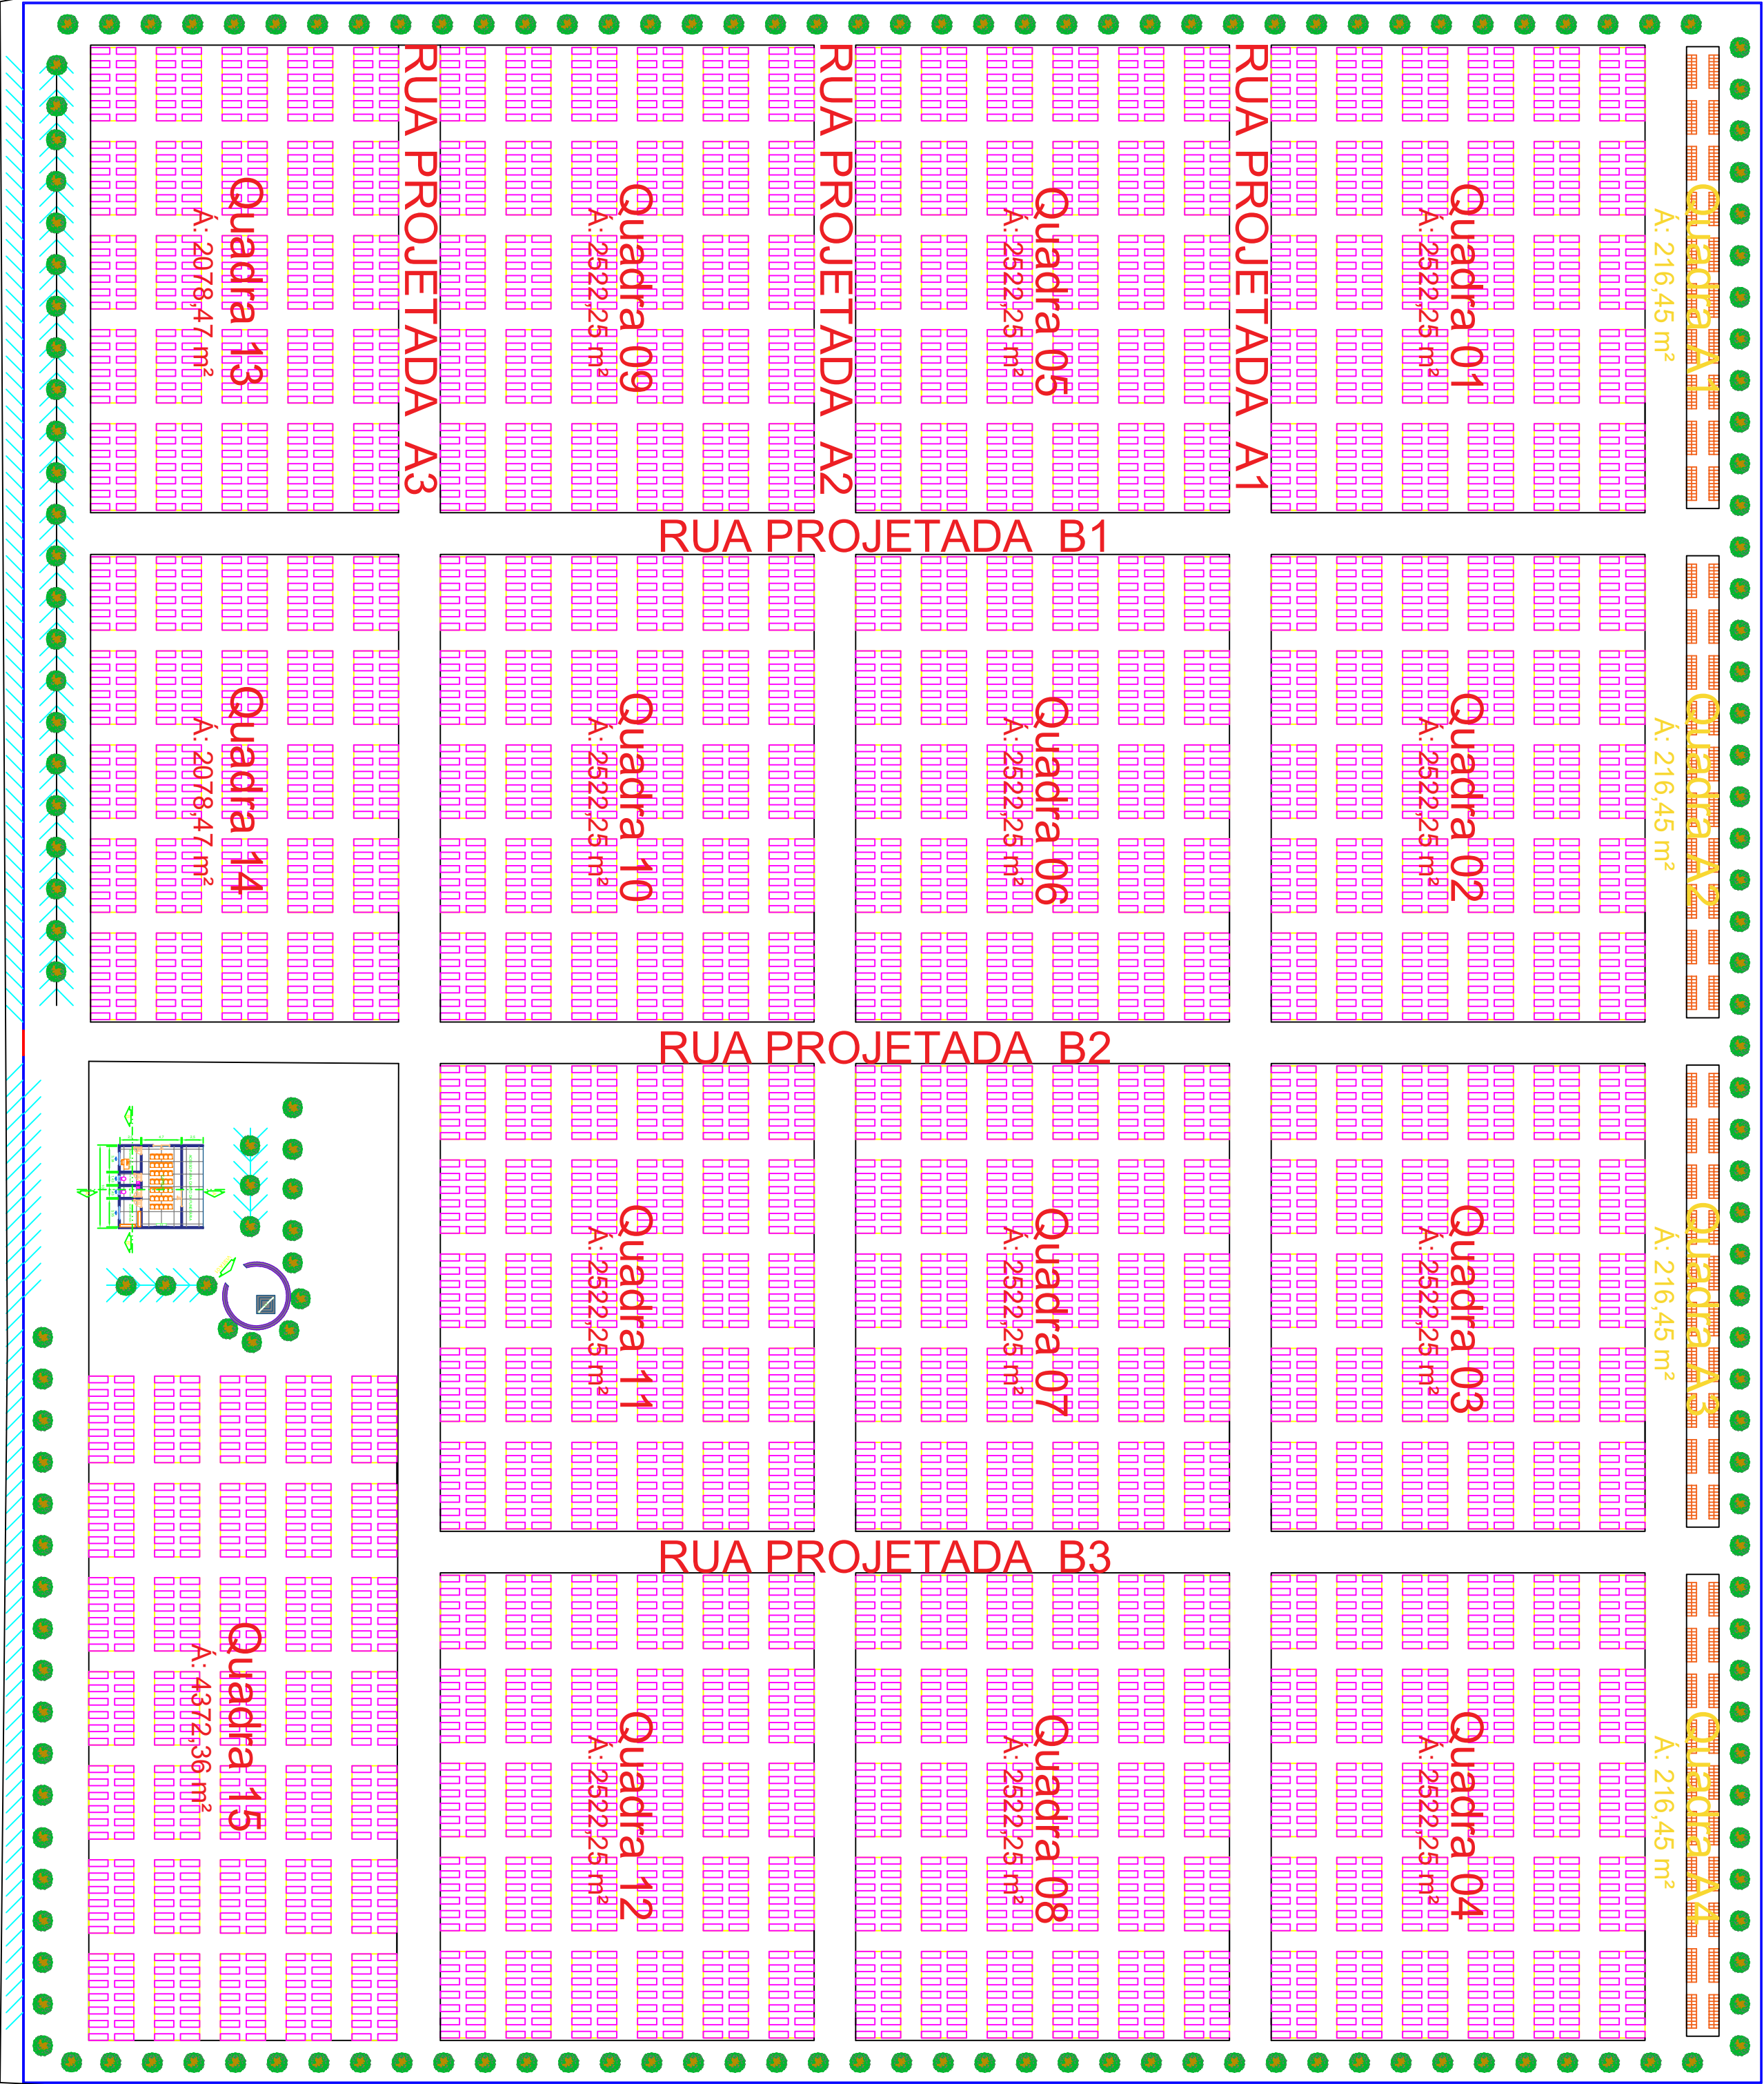 RUA PROJETADA A3
RUA PROJETADA A2
RUA PROJETADA A1
Quadra 13
Á: 2078,47 m²
Quadra 09
Á: 2522,25 m²
Quadra 05
Á: 2522,25 m²
Quadra 01
Á: 2522,25 m²
Quadra A1
Á: 216,45 m²
RUA PROJETADA B1
Quadra 14
Á: 2078,47 m²
Quadra 10
Á: 2522,25 m²
Quadra 06
Á: 2522,25 m²
Quadra 02
Á: 2522,25 m²
Quadra A2
Á: 216,45 m²
RUA PROJETADA B2
Quadra 11
Á: 2522,25 m²
Quadra 07
Á: 2522,25 m²
Quadra 03
Á: 2522,25 m²
Quadra A3
Á: 216,45 m²
RUA PROJETADA B3
Quadra 15
Á: 4372,36 m²
Quadra 12
Á: 2522,25 m²
Quadra 08
Á: 2522,25 m²
Quadra 04
Á: 2522,25 m²
Quadra A4
Á: 216,45 m²